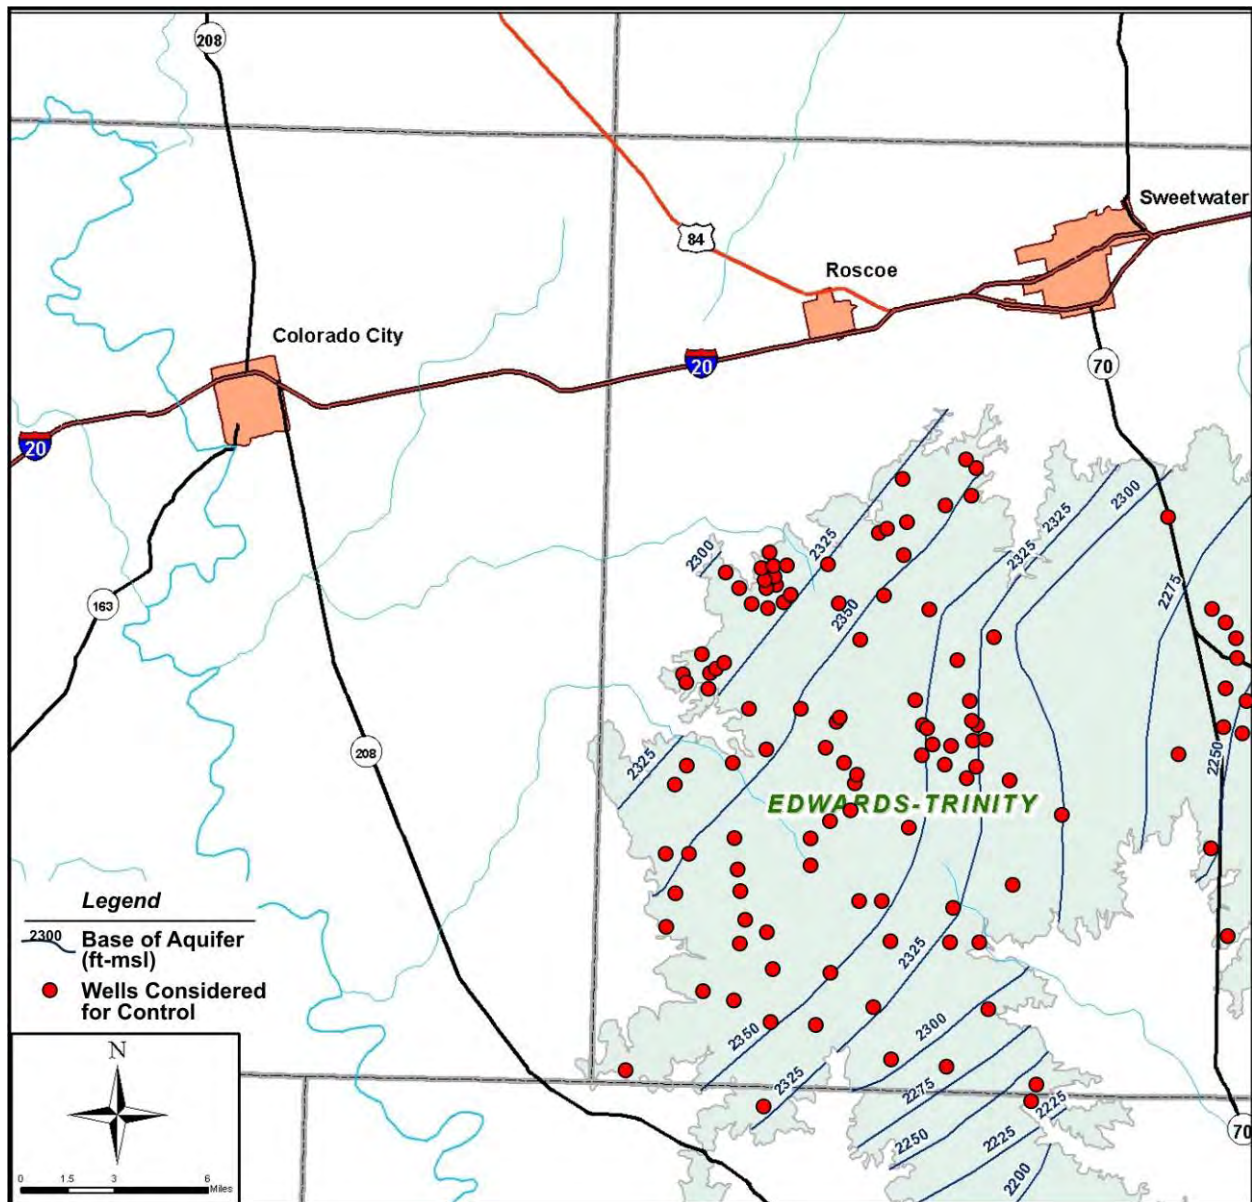 208
Sweetwater
84
Roscoe
Colorado City
20
70
20
2325
2300
2325
2300
2325
2275
163
2350
2325
208
2250
EDWARDS-TRINITY
Legend
2300 Base of Aquifer
(ft-msl)
Wells Considered
for Control
2325
2300
2350
2325
2275
2225
70
2250
2225
2200
N
0 1.5 3 6
Miles